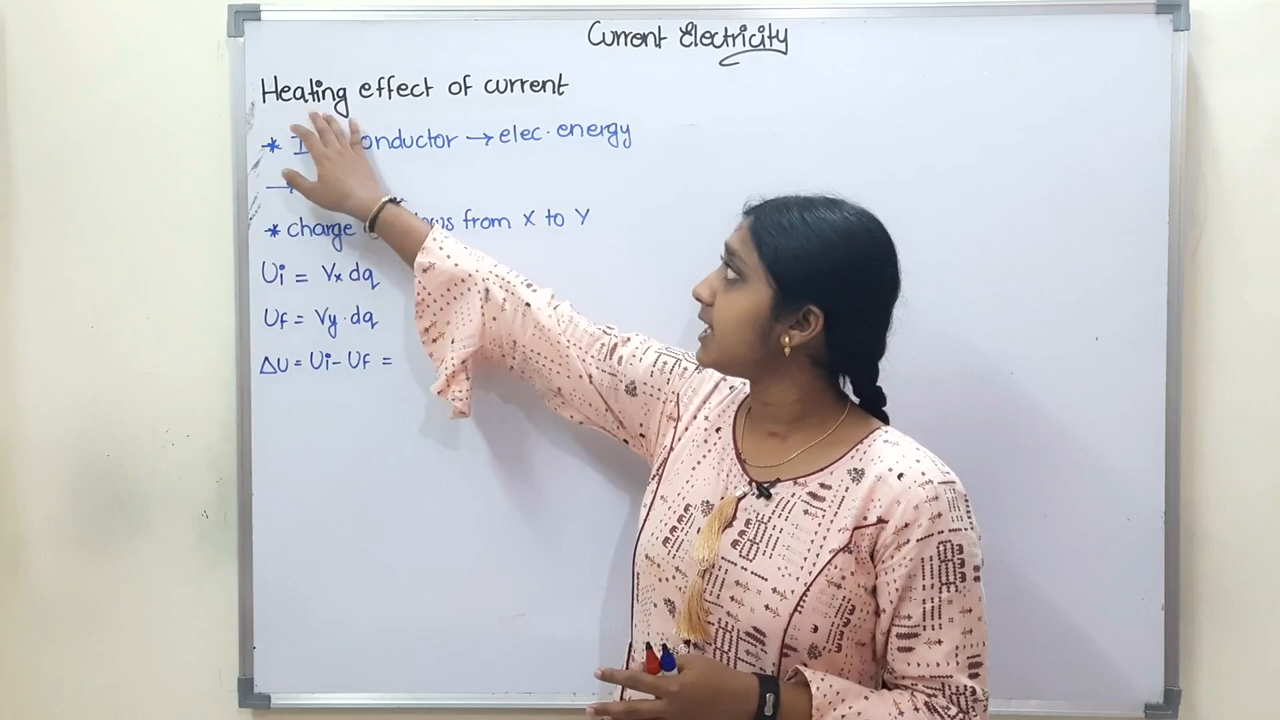 Current Electricity
Heating effect of current
* I onductor → elec. energy
→
* charge ws from X to Y
Ui = Vx dq
Uf = Vy. dq
ΔU = Ui - Uf =